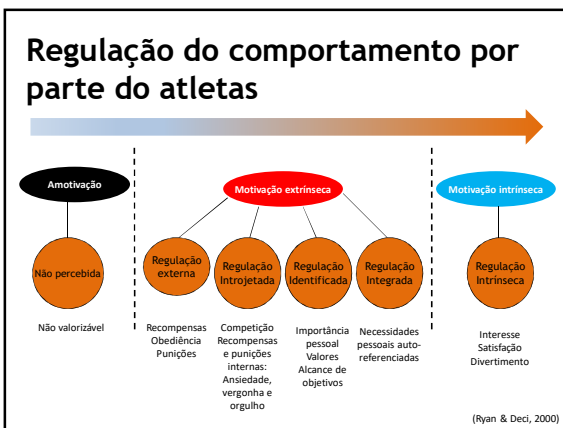 Regulação do comportamento por
parte do atletas
Amotivação
Motivação extrínseca
Motivação intrínseca
Não percebida
Regulação
externa
Regulação
Introjetada
Regulação
Identificada
Regulação
Integrada
Regulação
Intrínseca
Não valorizável
Recompensas
Obediência
Punições
Competição
Recompensas
e punições
internas:
Ansiedade,
vergonha e
orgulho
Importância
pessoal
Valores
Alcance de
objetivos
Necessidades
pessoais auto-
referenciadas
Interesse
Satisfação
Divertimento
(Ryan & Deci, 2000)